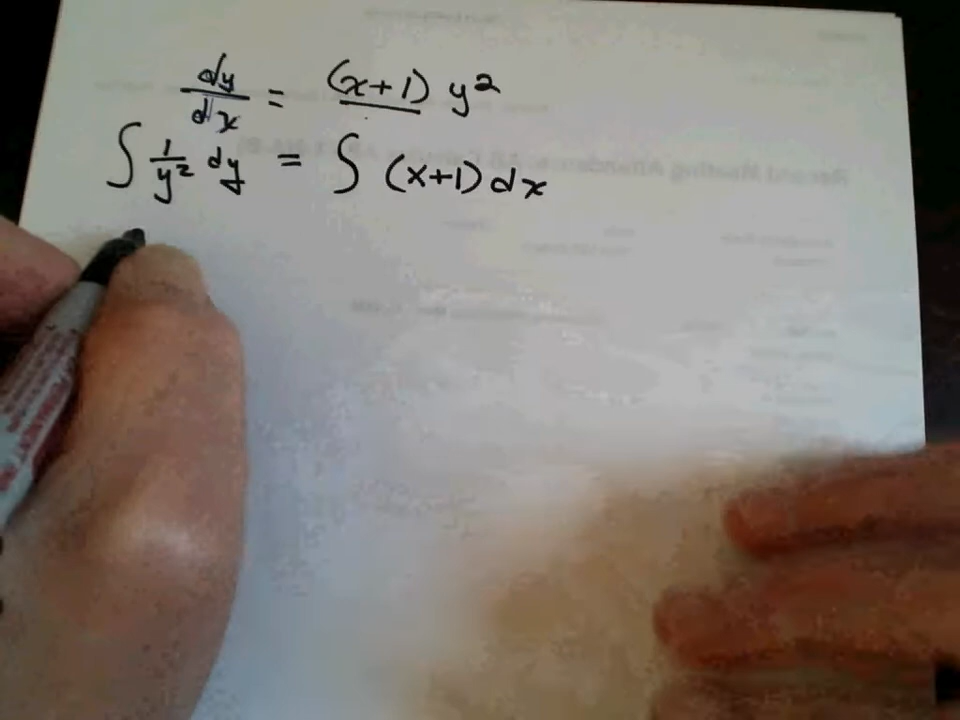 dy/dx = (x+1) y²
∫ 1/y² dy = ∫ (x+1) dx